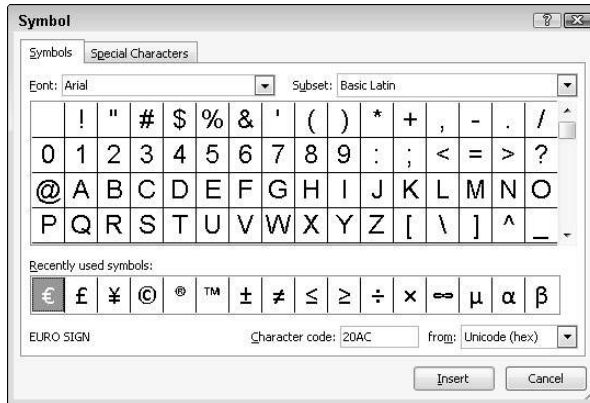 Symbol
Symbols Special Characters
Font: Arial Subset: Basic Latin
! " # $ % & ' ( ) * + , - . /
0 1 2 3 4 5 6 7 8 9 : ; < = > ?
@ A B C D E F G H I J K L M N O
P Q R S T U V W X Y Z [ \ ] ^ _
Recently used symbols:
€ £ ¥ © ® ™ ± ≠ ≤ ≥ ÷ × ∞ µ α β
EURO SIGN Character code: 20AC from: Unicode (hex)
Insert Cancel